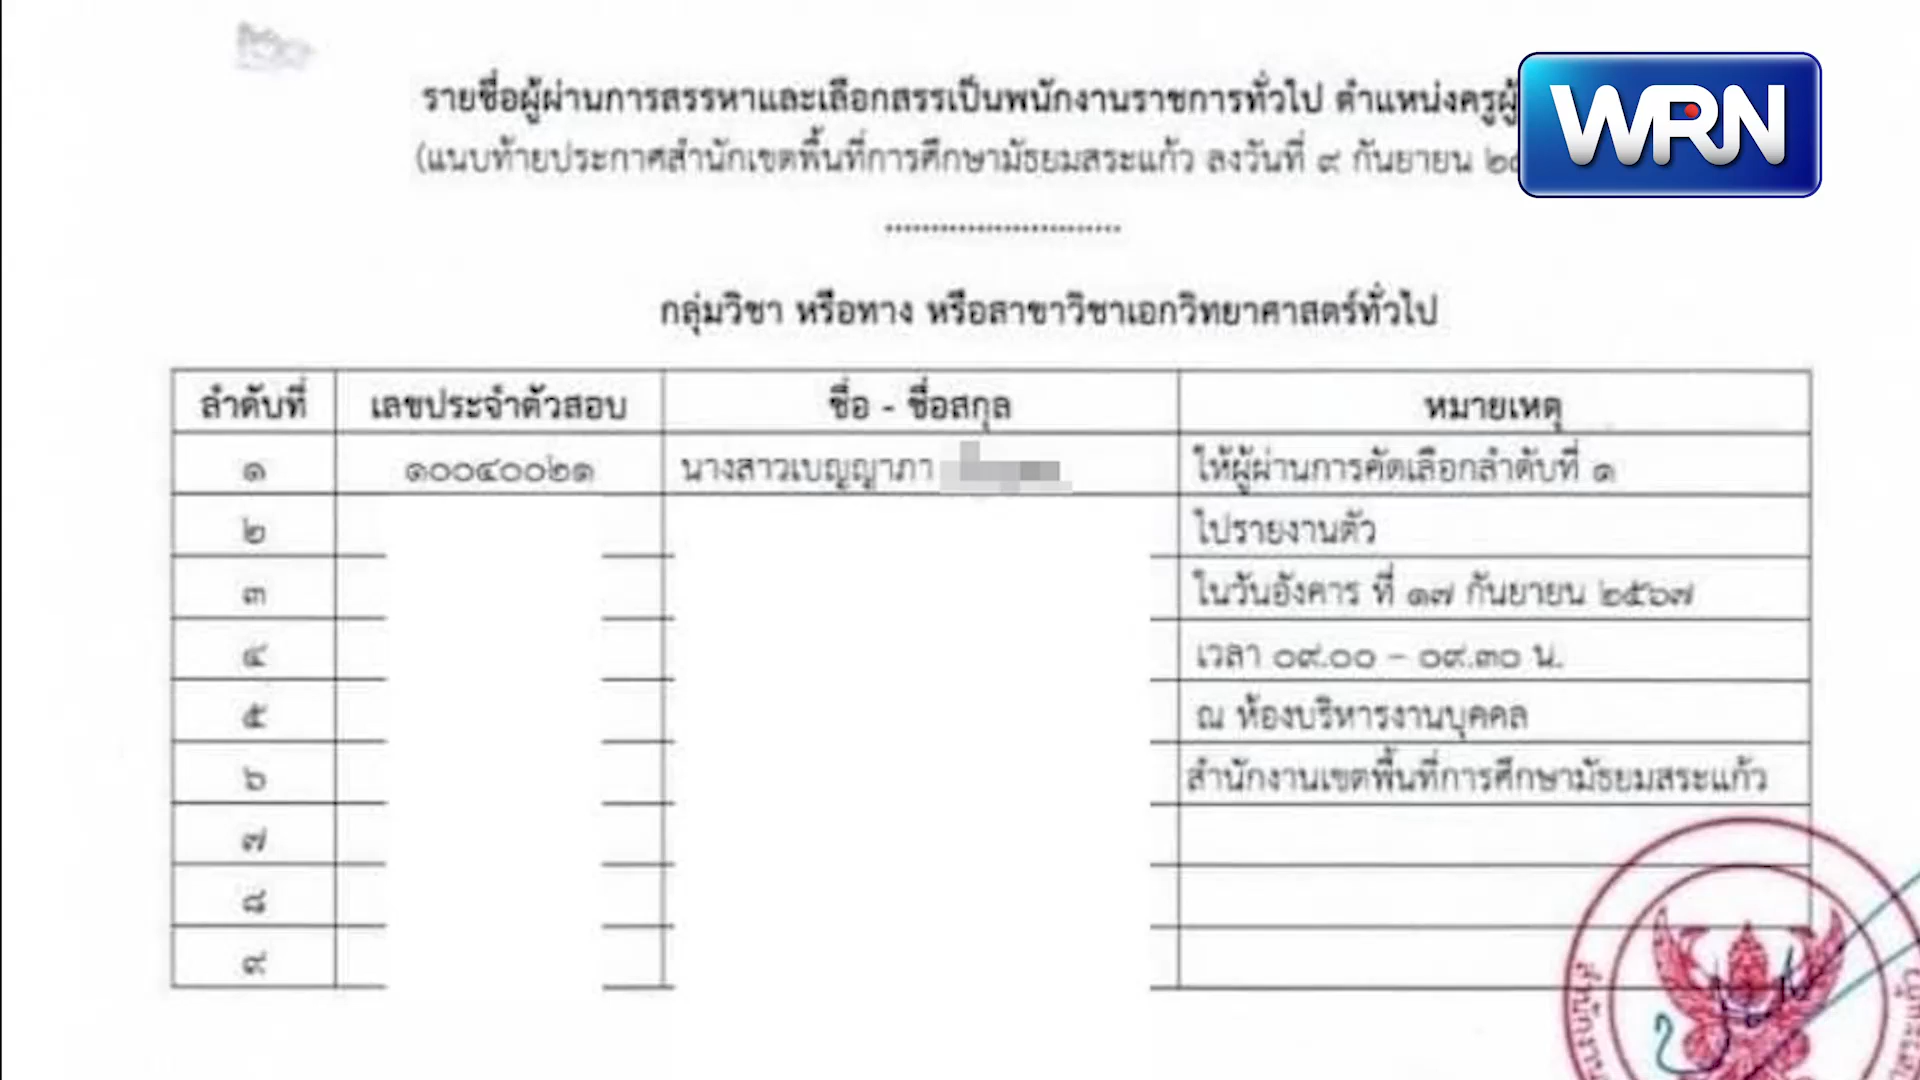 รายชื่อผู้ผ่านการสรรหาและเลือกสรรเป็นพนักงานราชการทั่วไป ตำแหน่งครูผู้
(แนบท้ายประกาศสำนักเขตพื้นที่การศึกษามัธยมสระแก้ว ลงวันที่ ๙ กันยายน ๒๕
WRN
กลุ่มวิชา หรือทาง หรือสาขาวิชาเอกวิทยาศาสตร์ทั่วไป
ลำดับที่ เลขประจำตัวสอบ ชื่อ - ชื่อสกุล หมายเหตุ
๑ ๑๐๐๔๐๐๒๑ นางสาวเบญญาภา ให้ผู้ผ่านการคัดเลือกลำดับที่ ๑
๒ ไปรายงานตัว
๓ ในวันอังคาร ที่ ๑๗ กันยายน ๒๕๖๗
๔ เวลา ๐๙.๐๐ – ๐๙.๓๐ น.
๕ ณ ห้องบริหารงานบุคคล
๖ สำนักงานเขตพื้นที่การศึกษามัธยมสระแก้ว
๗
๘
๙